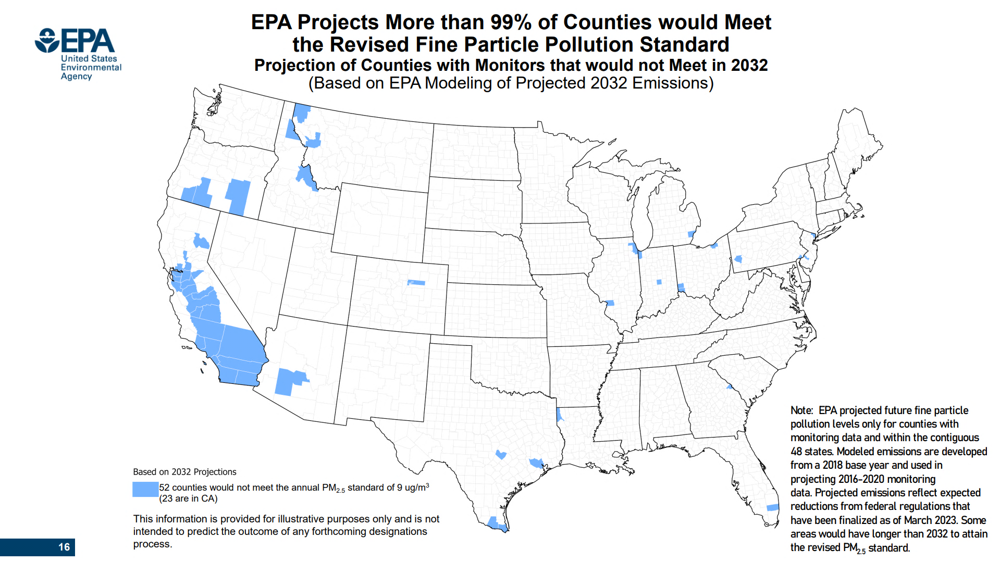 EPA
United States
Environmental
Agency
EPA Projects More than 99% of Counties would Meet
the Revised Fine Particle Pollution Standard
Projection of Counties with Monitors that would not Meet in 2032
(Based on EPA Modeling of Projected 2032 Emissions)
Based on 2032 Projections
52 counties would not meet the annual PM2.5 standard of 9 ug/m3
(23 are in CA)
This information is provided for illustrative purposes only and is not
intended to predict the outcome of any forthcoming designations
process.
Note:  EPA projected future fine particle
pollution levels only for counties with
monitoring data and within the contiguous
48 states. Modeled emissions are developed
from a 2018 base year and used in
projecting 2016-2020 monitoring
data. Projected emissions reflect expected
reductions from federal regulations that
have been finalized as of March 2023. Some
areas would have longer than 2032 to attain
the revised PM2.5 standard.
16